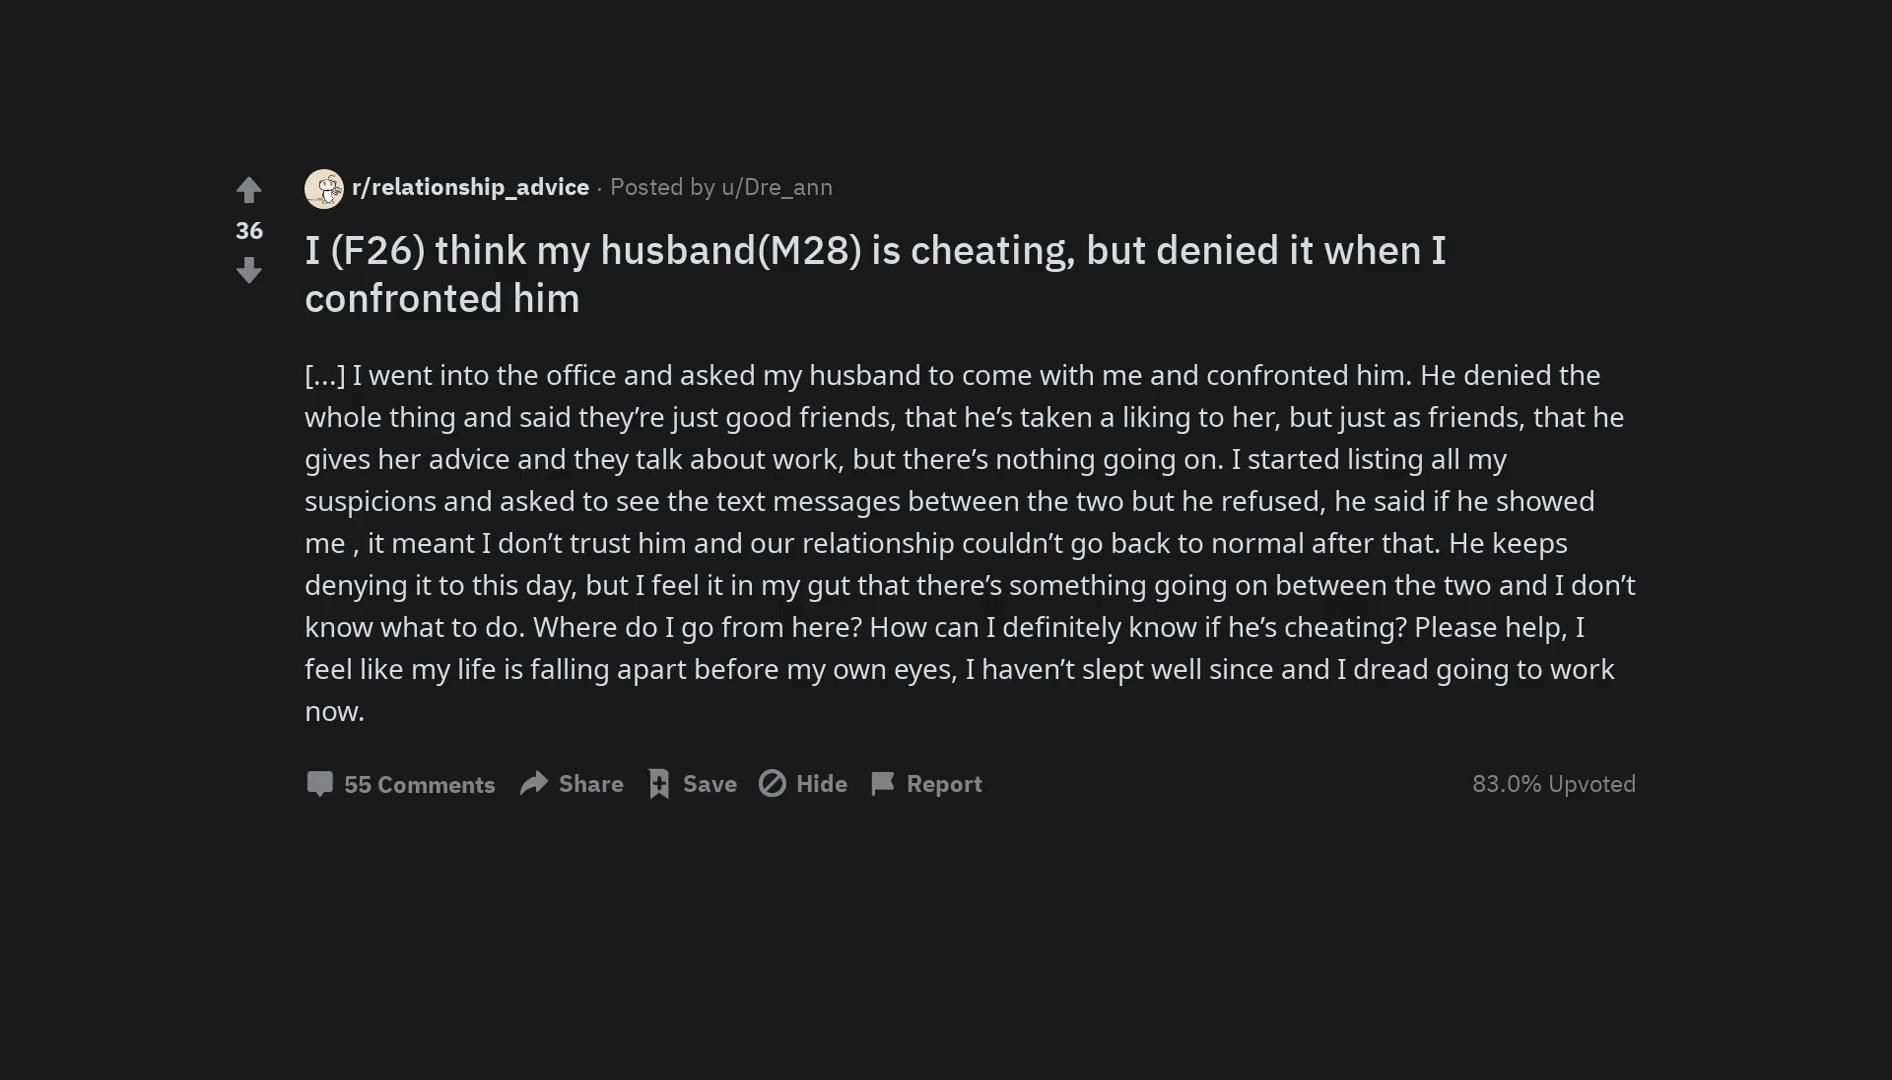 r/relationship_advice · Posted by u/Dre_ann
36
I (F26) think my husband(M28) is cheating, but denied it when I
confronted him
[...] I went into the office and asked my husband to come with me and confronted him. He denied the
whole thing and said they’re just good friends, that he’s taken a liking to her, but just as friends, that he
gives her advice and they talk about work, but there’s nothing going on. I started listing all my
suspicions and asked to see the text messages between the two but he refused, he said if he showed
me , it meant I don’t trust him and our relationship couldn’t go back to normal after that. He keeps
denying it to this day, but I feel it in my gut that there’s something going on between the two and I don’t
know what to do. Where do I go from here? How can I definitely know if he’s cheating? Please help, I
feel like my life is falling apart before my own eyes, I haven’t slept well since and I dread going to work
now.
55 Comments Share Save Hide Report 83.0% Upvoted